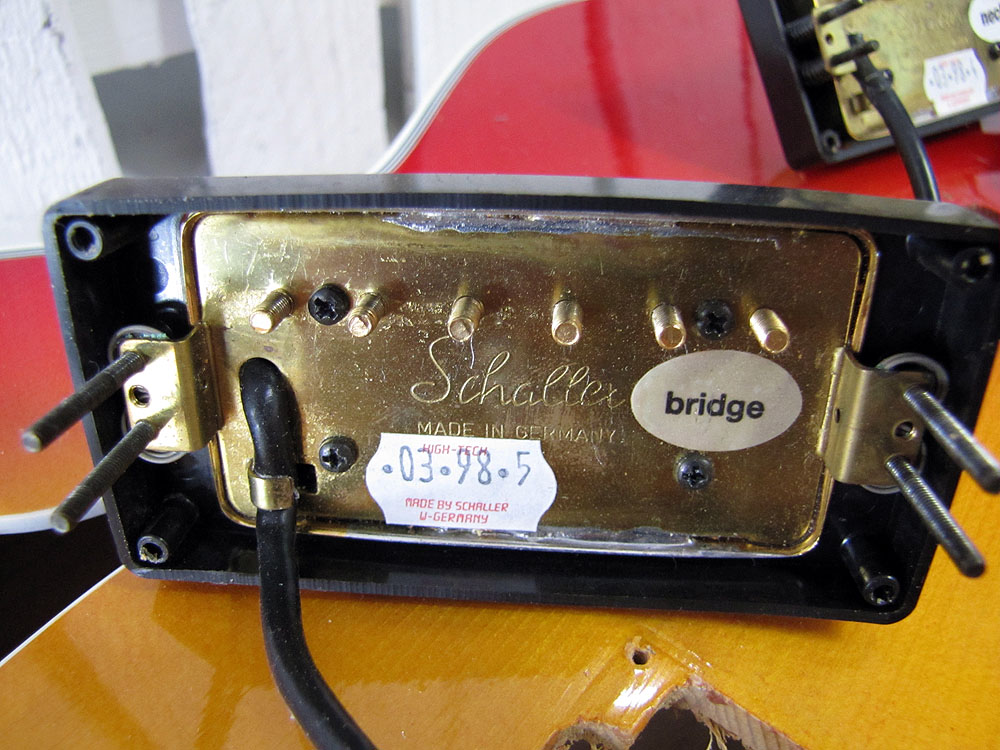 Schaller
MADE IN GERMANY
bridge
HIGH-TECH
·03·98·5
MADE BY SCHALLER
W-GERMANY